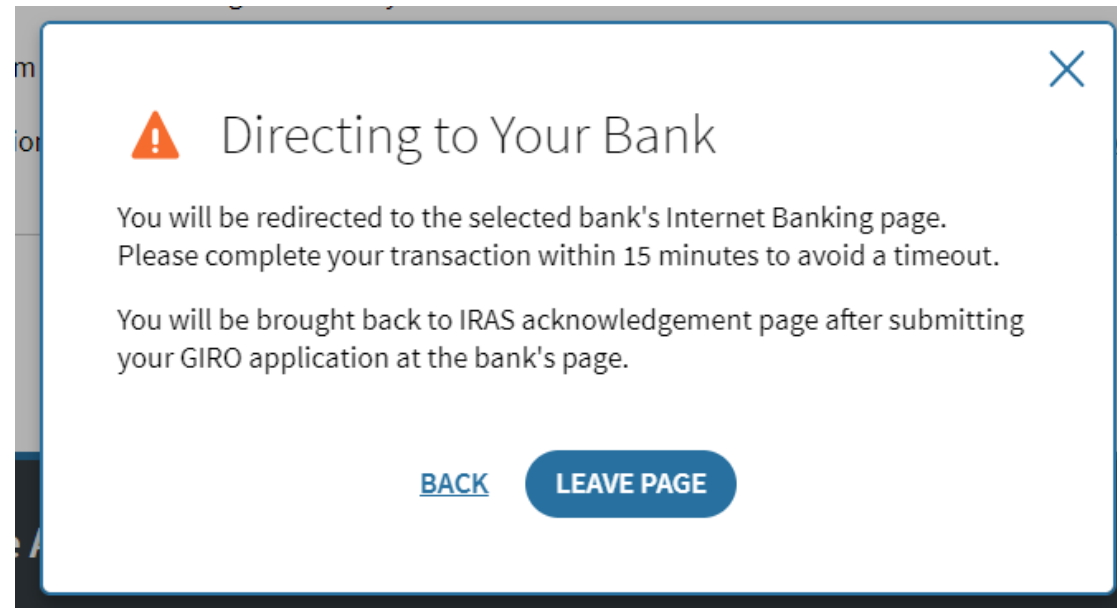 m
ion
Directing to Your Bank
You will be redirected to the selected bank's Internet Banking page.
Please complete your transaction within 15 minutes to avoid a timeout.
You will be brought back to IRAS acknowledgement page after submitting
your GIRO application at the bank's page.
BACK LEAVE PAGE
e A